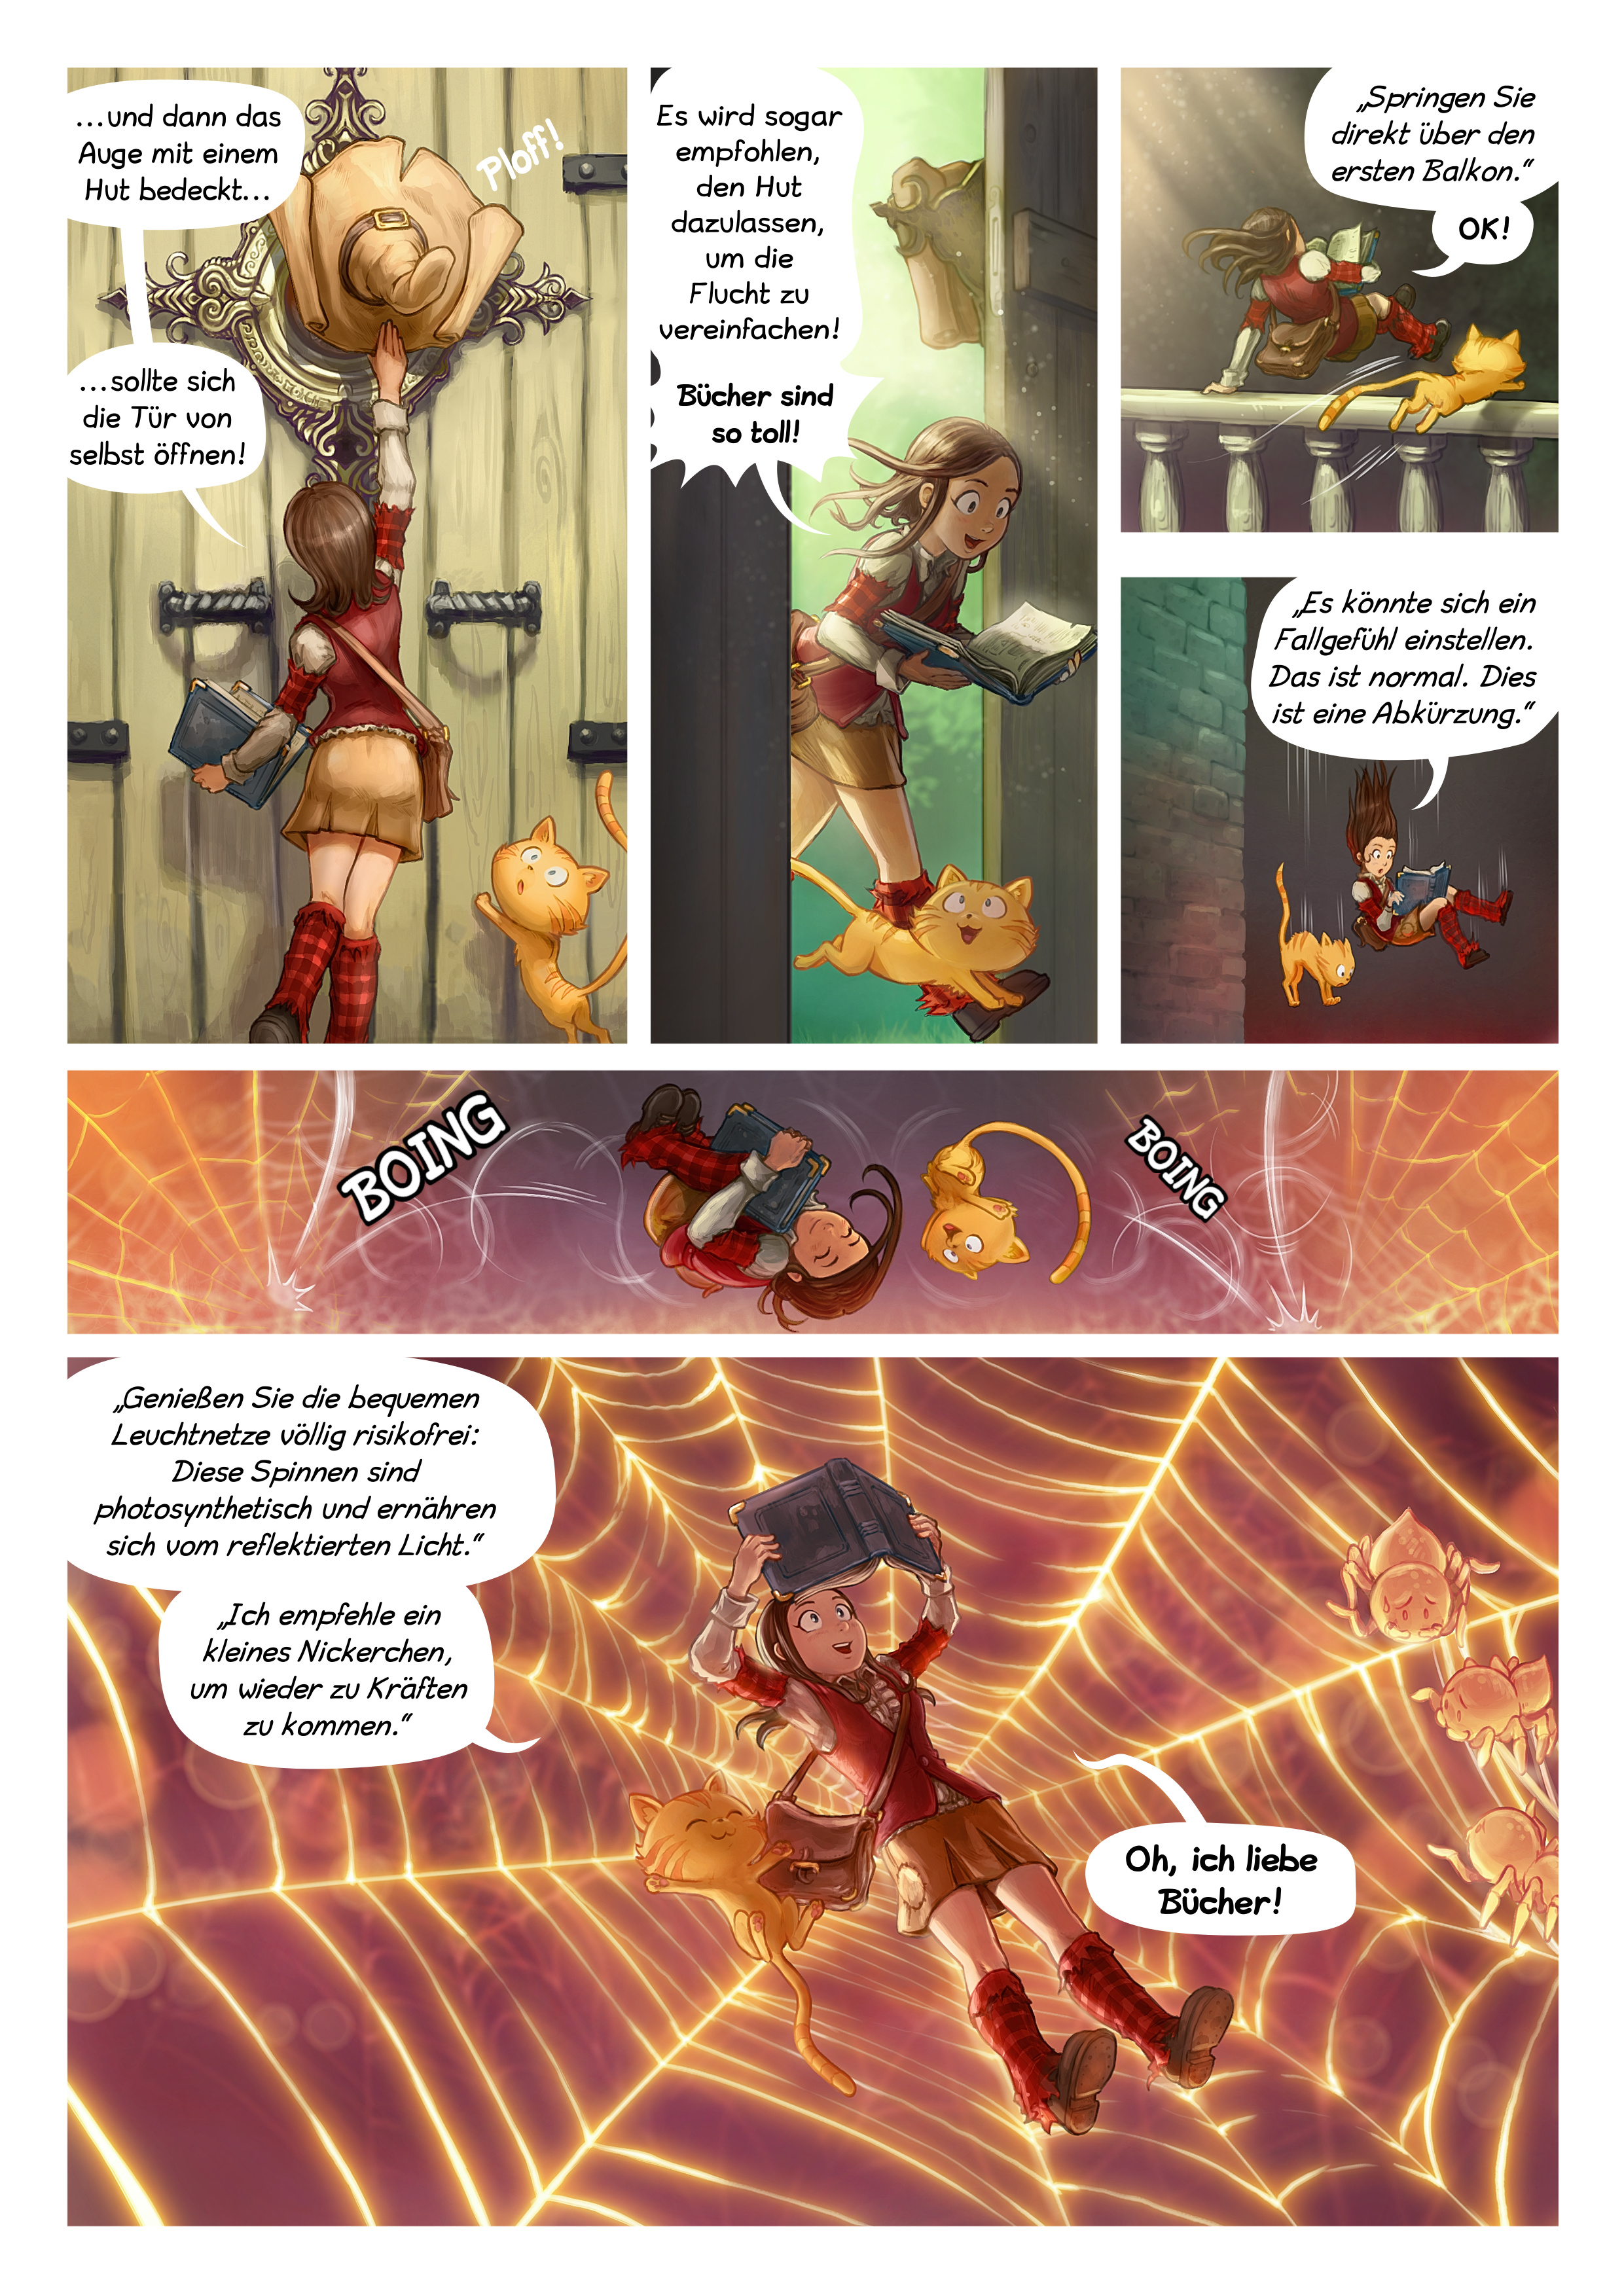 ...und dann das
Auge mit einem
Hut bedeckt...
Ploff!
...sollte sich
die Tür von
selbst öffnen!
Es wird sogar
empfohlen,
den Hut
dazulassen,
um die
Flucht zu
vereinfachen!
Bücher sind
so toll!
„Springen Sie
direkt über den
ersten Balkon.“
OK!
„Es könnte sich ein
Fallgefühl einstellen.
Das ist normal. Dies
ist eine Abkürzung.“
BOING
BOING
„Genießen Sie die bequemen
Leuchtnetze völlig risikofrei:
Diese Spinnen sind
photosynthetisch und ernähren
sich vom reflektierten Licht.“
„Ich empfehle ein
kleines Nickerchen,
um wieder zu Kräften
zu kommen.“
Oh, ich liebe
Bücher!